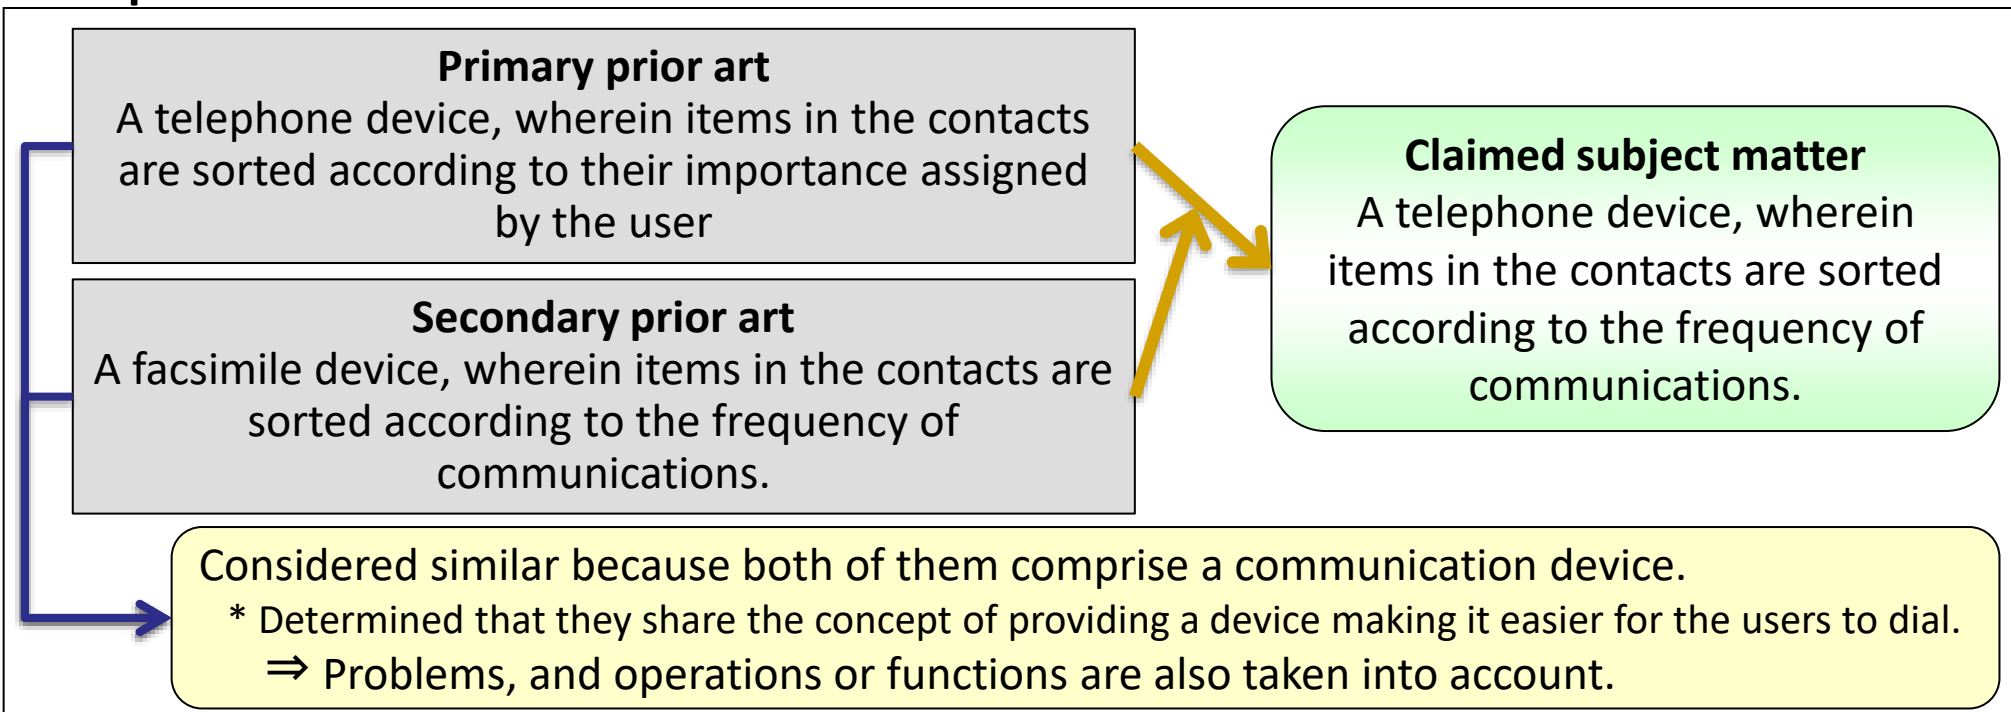 Primary prior art
A telephone device, wherein items in the contacts
are sorted according to their importance assigned
by the user
Secondary prior art
A facsimile device, wherein items in the contacts are
sorted according to the frequency of
communications.
Claimed subject matter
A telephone device, wherein
items in the contacts are sorted
according to the frequency of
communications.
Considered similar because both of them comprise a communication device.
* Determined that they share the concept of providing a device making it easier for the users to dial.
⇒ Problems, and operations or functions are also taken into account.